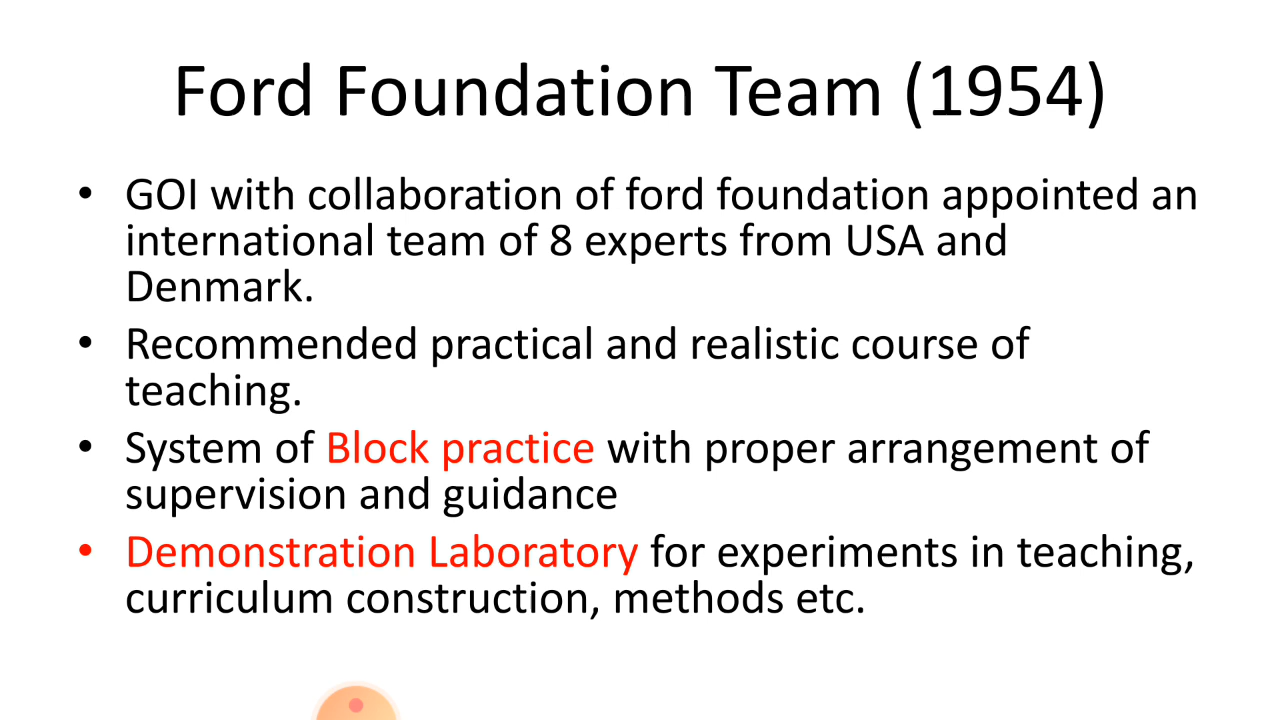 Ford Foundation Team (1954)
• GOI with collaboration of ford foundation appointed an
international team of 8 experts from USA and
Denmark.
• Recommended practical and realistic course of
teaching.
• System of Block practice with proper arrangement of
supervision and guidance
• Demonstration Laboratory for experiments in teaching,
curriculum construction, methods etc.